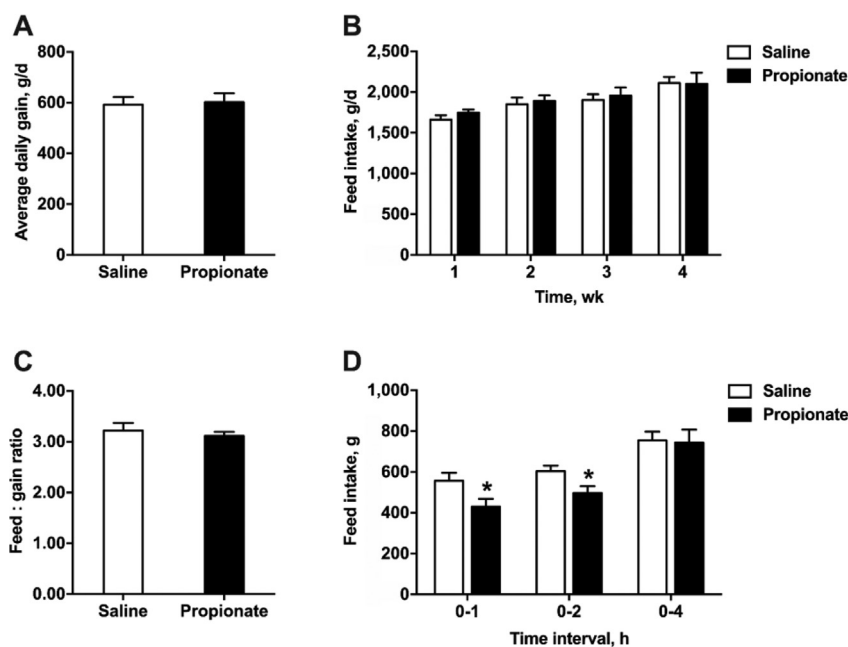 A
Average daily gain, g/d
800
600
400
200
0
Saline
Propionate
B
Feed intake, g/d
2,500
2,000
1,500
1,000
500
0
1
2
3
4
Time, wk
Saline
Propionate
C
Feed : gain ratio
4.00
3.00
2.00
1.00
0.00
Saline
Propionate
D
Feed intake, g
1,000
800
600
400
200
0
*
*
0-1
0-2
0-4
Time interval, h
Saline
Propionate